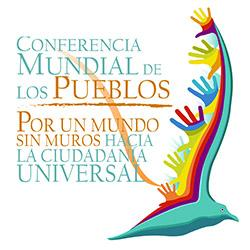 CONFERENCIA
MUNDIAL DE
LOS PUEBLOS
POR UN MUNDO
SIN MUROS HACIA
LA CIUDADANÍA
UNIVERSAL